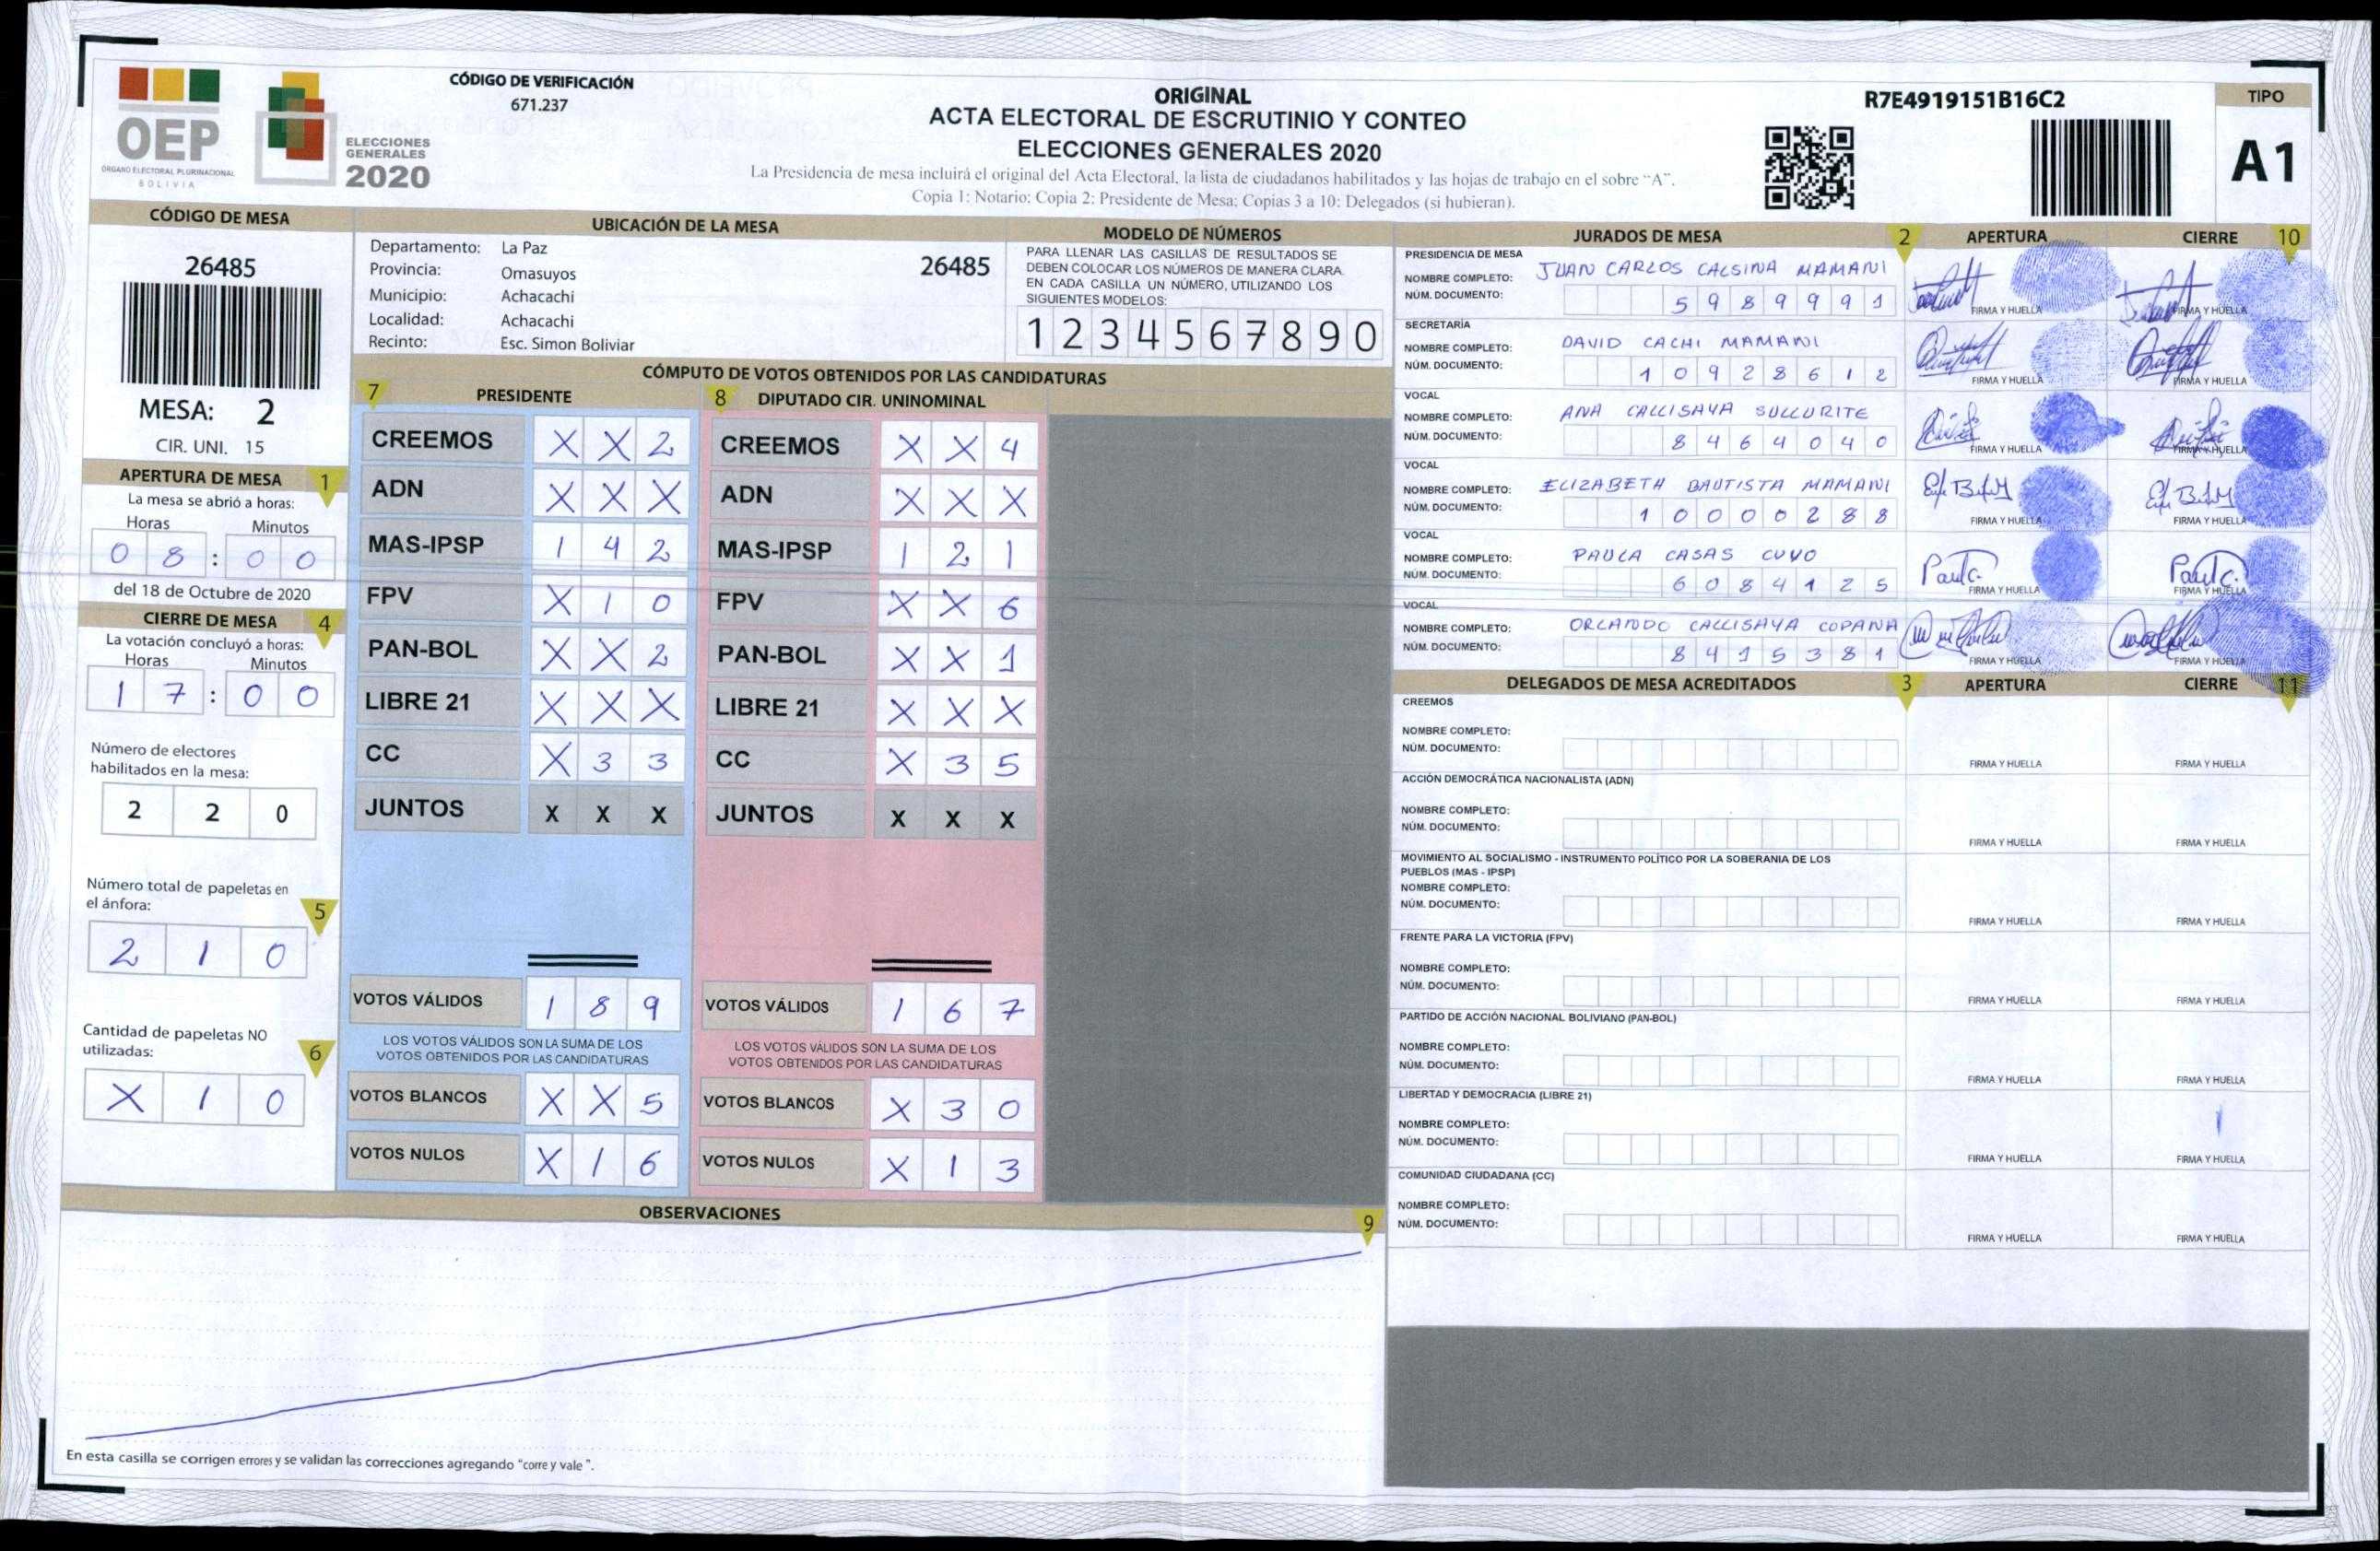 OEP
ÓRGANO ELECTORAL PLURINACIONAL
BOLIVIA
ELECCIONES
GENERALES
2020
CÓDIGO DE VERIFICACIÓN
671.237
ORIGINAL
ACTA ELECTORAL DE ESCRUTINIO Y CONTEO
ELECCIONES GENERALES 2020
La Presidencia de mesa incluirá el original del Acta Electoral, la lista de ciudadanos habilitados y las hojas de trabajo en el sobre “A”.
Copia 1: Notario; Copia 2: Presidente de Mesa; Copias 3 a 10: Delegados (si hubieran).
R7E4919151B16C2
TIPO
A1
CÓDIGO DE MESA
26485
MESA: 2
CIR. UNI. 15
APERTURA DE MESA 1
La mesa se abrió a horas:
Horas Minutos
0 8 : 0 0
del 18 de Octubre de 2020
CIERRE DE MESA 4
La votación concluyó a horas:
Horas Minutos
1 7 : 0 0
Número de electores
habilitados en la mesa:
2 2 0
Número total de papeletas en
el ánfora: 5
2 1 0
Cantidad de papeletas NO
utilizadas: 6
X 1 0
UBICACIÓN DE LA MESA
Departamento: La Paz
Provincia: Omasuyos
Municipio: Achacachi
Localidad: Achacachi
Recinto: Esc. Simon Boliviar
26485
MODELO DE NÚMEROS
PARA LLENAR LAS CASILLAS DE RESULTADOS SE
DEBEN COLOCAR LOS NÚMEROS DE MANERA CLARA.
EN CADA CASILLA UN NÚMERO, UTILIZANDO LOS
SIGUIENTES MODELOS:
1 2 3 4 5 6 7 8 9 0
CÓMPUTO DE VOTOS OBTENIDOS POR LAS CANDIDATURAS
7 PRESIDENTE
CREEMOS X X 2
ADN X X X
MAS-IPSP 1 4 2
FPV X 1 0
PAN-BOL X X 2
LIBRE 21 X X X
CC X 3 3
JUNTOS X X X
VOTOS VÁLIDOS 1 8 9
LOS VOTOS VÁLIDOS SON LA SUMA DE LOS
VOTOS OBTENIDOS POR LAS CANDIDATURAS
VOTOS BLANCOS X X 5
VOTOS NULOS X 1 6
8 DIPUTADO CIR. UNINOMINAL
CREEMOS X X 4
ADN X X X
MAS-IPSP 1 2 1
FPV X X 6
PAN-BOL X X 1
LIBRE 21 X X X
CC X 3 5
JUNTOS X X X
VOTOS VÁLIDOS 1 6 7
LOS VOTOS VÁLIDOS SON LA SUMA DE LOS
VOTOS OBTENIDOS POR LAS CANDIDATURAS
VOTOS BLANCOS X 3 0
VOTOS NULOS X 1 3
OBSERVACIONES 9
En esta casilla se corrigen errores y se validan las correcciones agregando “corre y vale ”.
JURADOS DE MESA 2 APERTURA CIERRE 10
PRESIDENCIA DE MESA
NOMBRE COMPLETO: JUAN CARLOS CALSINA MAMANI
NÚM. DOCUMENTO: 5 9 8 9 9 9 1
FIRMA Y HUELLA FIRMA Y HUELLA
SECRETARÍA
NOMBRE COMPLETO: DAVID CACHI MAMANI
NÚM. DOCUMENTO: 1 0 9 2 8 6 1 2
FIRMA Y HUELLA FIRMA Y HUELLA
VOCAL
NOMBRE COMPLETO: ANA CALLISAYA SULLURITE
NÚM. DOCUMENTO: 8 4 6 4 0 4 0
FIRMA Y HUELLA FIRMA Y HUELLA
VOCAL
NOMBRE COMPLETO: ELIZABETH BAUTISTA MAMANI
NÚM. DOCUMENTO: 1 0 0 0 0 2 8 8
FIRMA Y HUELLA FIRMA Y HUELLA
VOCAL
NOMBRE COMPLETO: PAULA CASAS CUVO
NÚM. DOCUMENTO: 6 0 8 4 1 2 5
FIRMA Y HUELLA FIRMA Y HUELLA
VOCAL
NOMBRE COMPLETO: ORLANDO CALLISAYA COPANA
NÚM. DOCUMENTO: 8 4 1 5 3 8 1
FIRMA Y HUELLA FIRMA Y HUELLA
DELEGADOS DE MESA ACREDITADOS 3 APERTURA CIERRE 11
CREEMOS
NOMBRE COMPLETO:
NÚM. DOCUMENTO:
FIRMA Y HUELLA FIRMA Y HUELLA
ACCIÓN DEMOCRÁTICA NACIONALISTA (ADN)
NOMBRE COMPLETO:
NÚM. DOCUMENTO:
FIRMA Y HUELLA FIRMA Y HUELLA
MOVIMIENTO AL SOCIALISMO - INSTRUMENTO POLÍTICO POR LA SOBERANIA DE LOS
PUEBLOS (MAS - IPSP)
NOMBRE COMPLETO:
NÚM. DOCUMENTO:
FIRMA Y HUELLA FIRMA Y HUELLA
FRENTE PARA LA VICTORIA (FPV)
NOMBRE COMPLETO:
NÚM. DOCUMENTO:
FIRMA Y HUELLA FIRMA Y HUELLA
PARTIDO DE ACCIÓN NACIONAL BOLIVIANO (PAN-BOL)
NOMBRE COMPLETO:
NÚM. DOCUMENTO:
FIRMA Y HUELLA FIRMA Y HUELLA
LIBERTAD Y DEMOCRACIA (LIBRE 21)
NOMBRE COMPLETO:
NÚM. DOCUMENTO:
FIRMA Y HUELLA FIRMA Y HUELLA
COMUNIDAD CIUDADANA (CC)
NOMBRE COMPLETO:
NÚM. DOCUMENTO:
FIRMA Y HUELLA FIRMA Y HUELLA